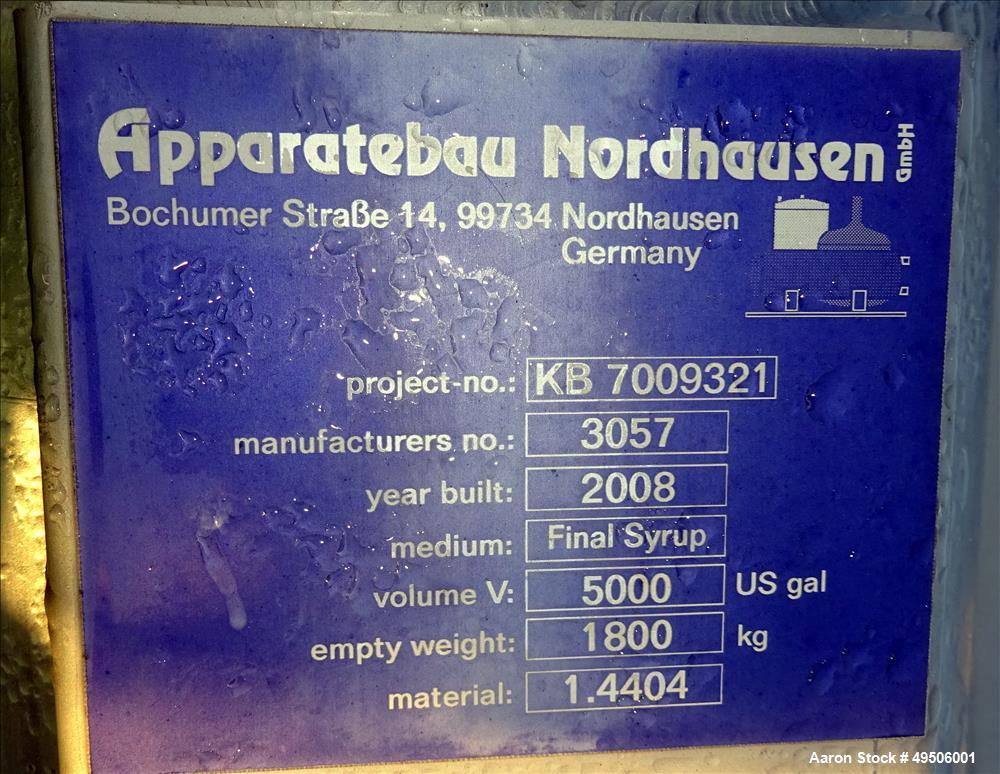 Apparatebau Nordhausen GmbH
Bochumer Straße 14, 99734 Nordhausen
Germany
project-no.: KB 7009321
manufacturers no.: 3057
year built: 2008
medium: Final Syrup
volume V: 5000 US gal
empty weight: 1800 kg
material: 1.4404
Aaron Stock # 49506001